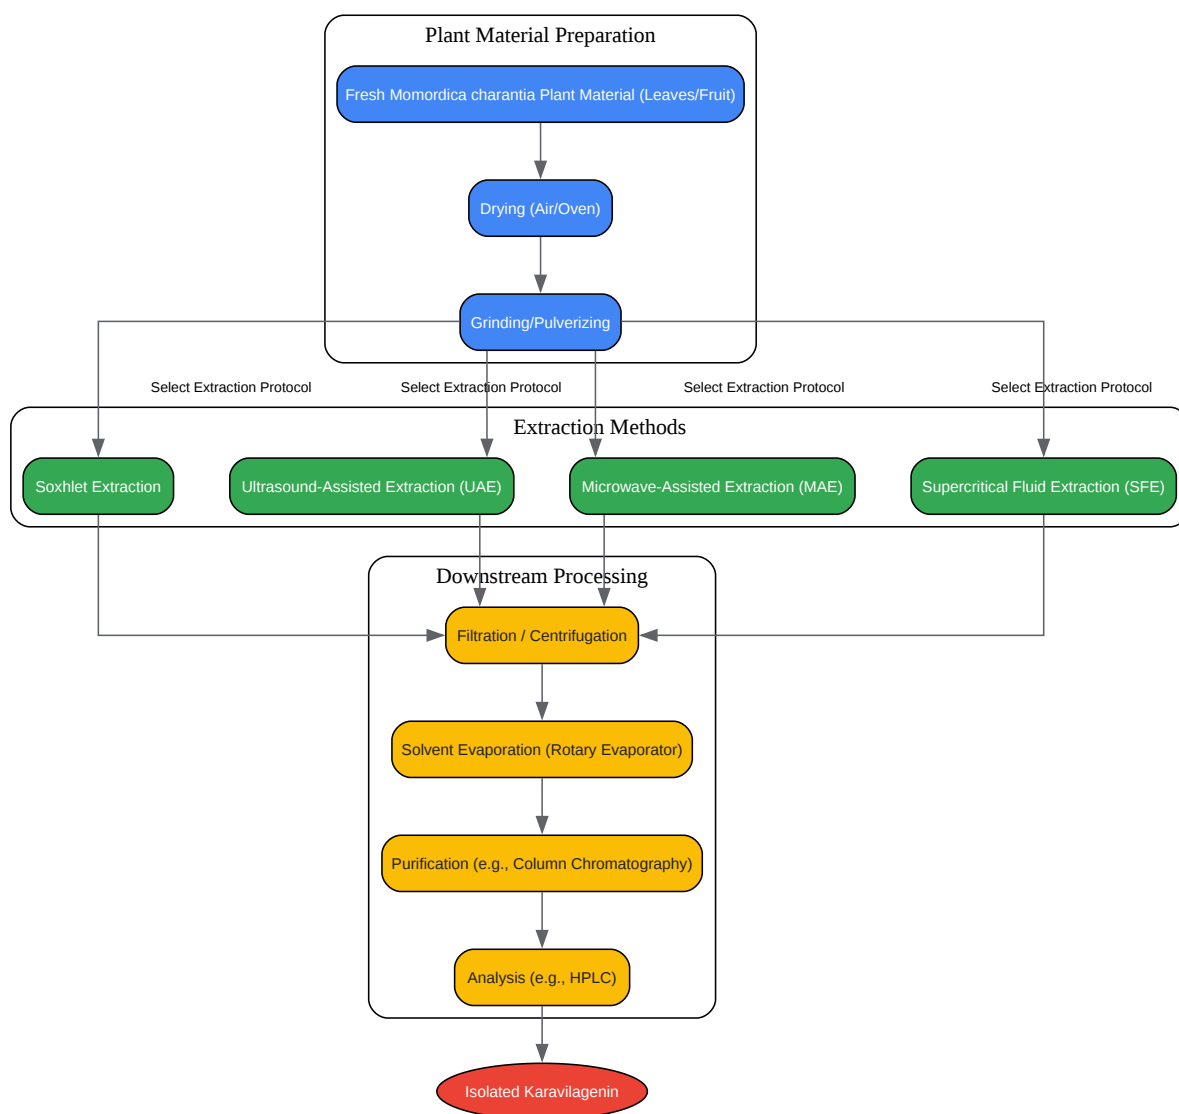 Plant Material Preparation
Fresh Momordica charantia Plant Material (Leaves/Fruit)
Drying (Air/Oven)
Grinding/Pulverizing
Select Extraction Protocol
Select Extraction Protocol
Select Extraction Protocol
Select Extraction Protocol
Extraction Methods
Soxhlet Extraction
Ultrasound-Assisted Extraction (UAE)
Microwave-Assisted Extraction (MAE)
Supercritical Fluid Extraction (SFE)
Downstream Processing
Filtration / Centrifugation
Solvent Evaporation (Rotary Evaporator)
Purification (e.g., Column Chromatography)
Analysis (e.g., HPLC)
Isolated Karavilagenin